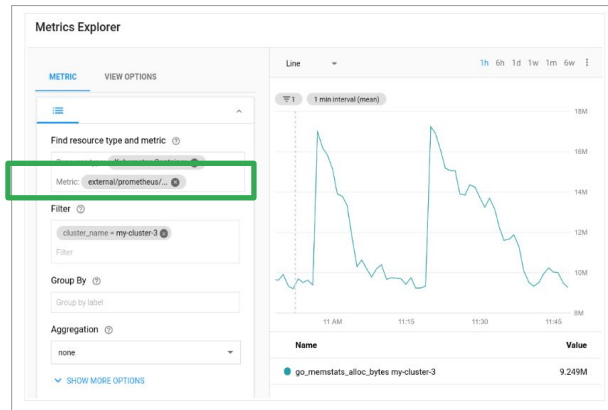 Metrics Explorer
METRIC VIEW OPTIONS
Find resource type and metric
Metric: external/prometheus/...
Filter
cluster_name = my-cluster-3
Filter
Group By
Group by label
Aggregation
none
SHOW MORE OPTIONS
Line
1h 6h 1d 1w 1m 6w
1 1 min interval (mean)
18M
16M
14M
12M
10M
8M
11 AM 11:15 11:30 11:45
Name Value
go_memstats_alloc_bytes my-cluster-3 9.249M